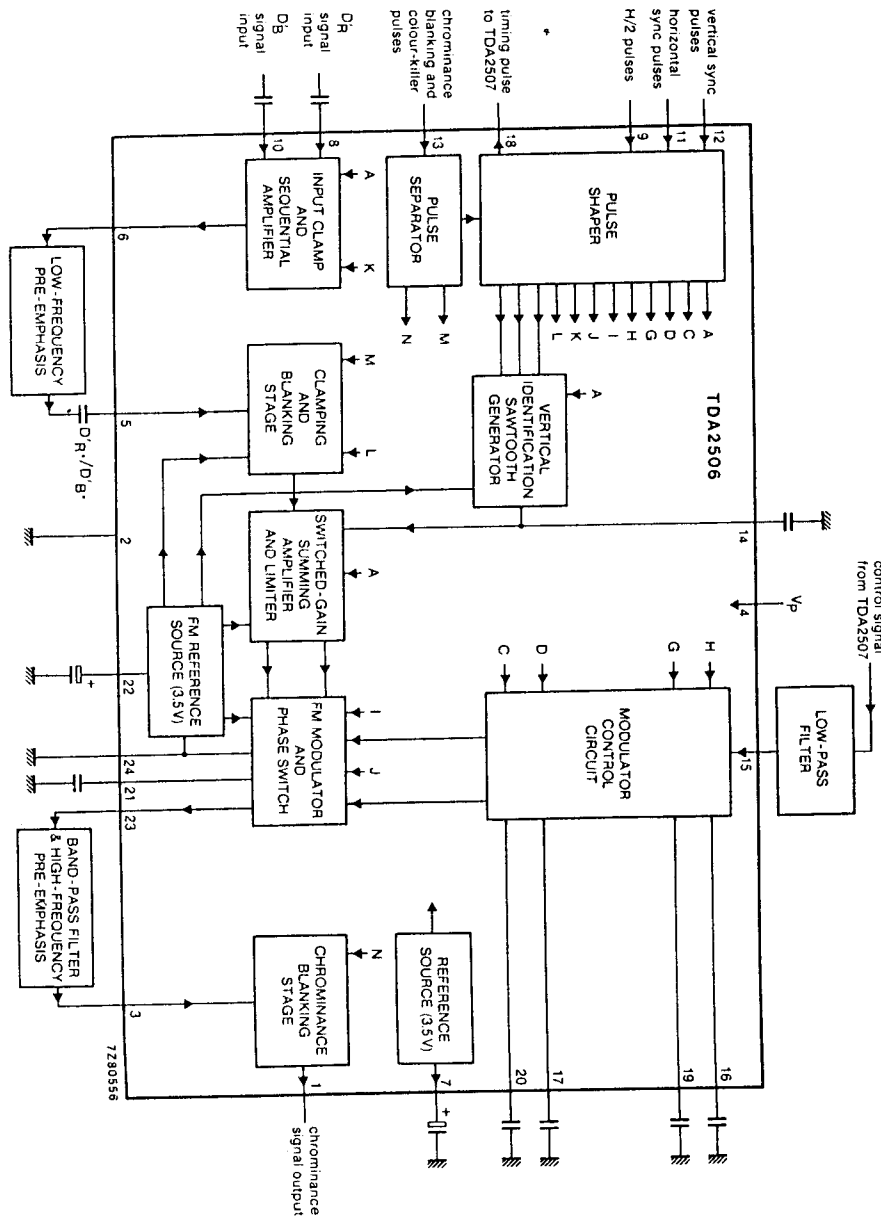 vertical sync
pulses
horizontal
sync pulses
H/2 pulses
timing pulse
to TDA2507
chrominance
blanking and
colour-killer
pulses
D'R
signal
input
D'B
signal
input
12
11
9
18
13
8
10
PULSE
SHAPER
A
C
D
G
H
I
J
K
L
PULSE
SEPARATOR
M
N
A
K
INPUT CLAMP
AND
SEQUENTIAL
AMPLIFIER
6
LOW-FREQUENCY
PRE-EMPHASIS
TDA2506
A
VERTICAL
IDENTIFICATION
SAWTOOTH
GENERATOR
M
L
CLAMPING
AND
BLANKING
STAGE
5
D'R*/D'B*
14
A
SWITCHED-GAIN
SUMMING
AMPLIFIER
AND LIMITER
2
4
VP
FM REFERENCE
SOURCE (3.5 V)
22
+
control signal
from TDA2507
LOW-PASS
FILTER
15
H
G
D
C
MODULATOR
CONTROL
CIRCUIT
I
J
FM MODULATOR
AND
PHASE SWITCH
24
21
23
BAND-PASS FILTER
& HIGH-FREQUENCY
PRE-EMPHASIS
REFERENCE
SOURCE (3.5 V)
N
CHROMINANCE
BLANKING
STAGE
3
16
19
17
20
7
+
1
chrominance
signal output
7Z80556